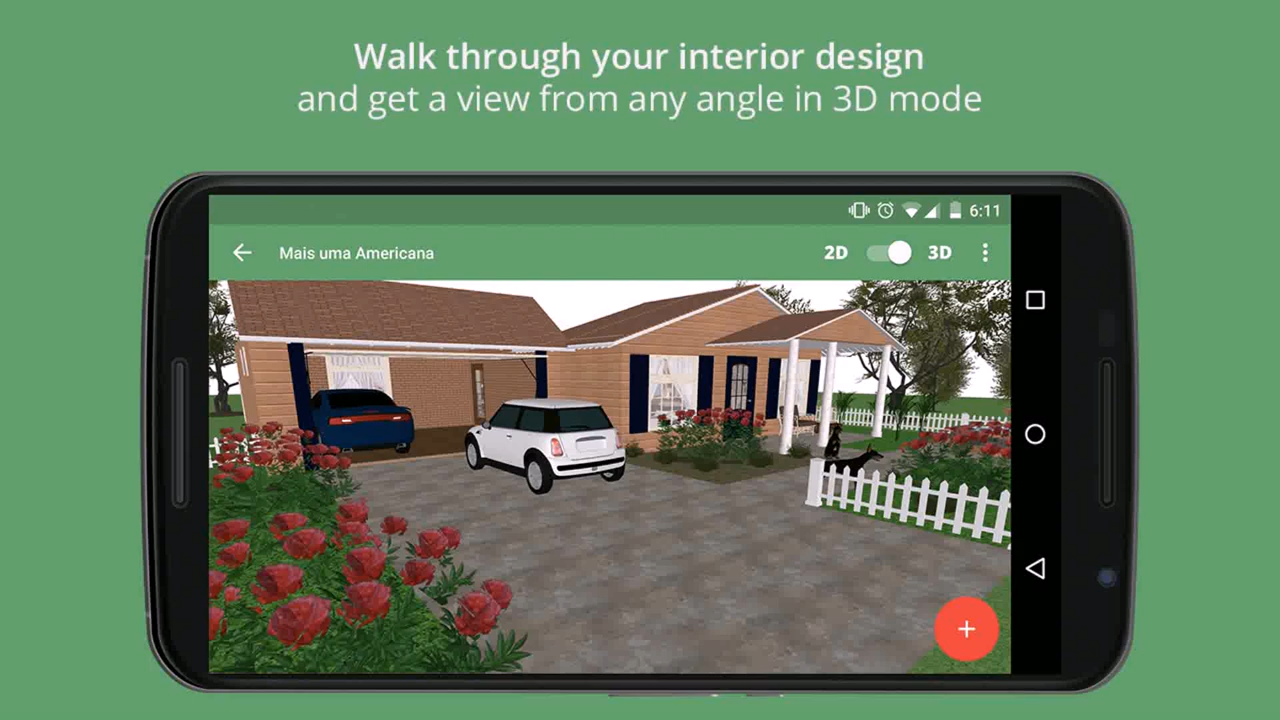 Walk through your interior design
and get a view from any angle in 3D mode
6:11
Mais uma Americana
2D
3D